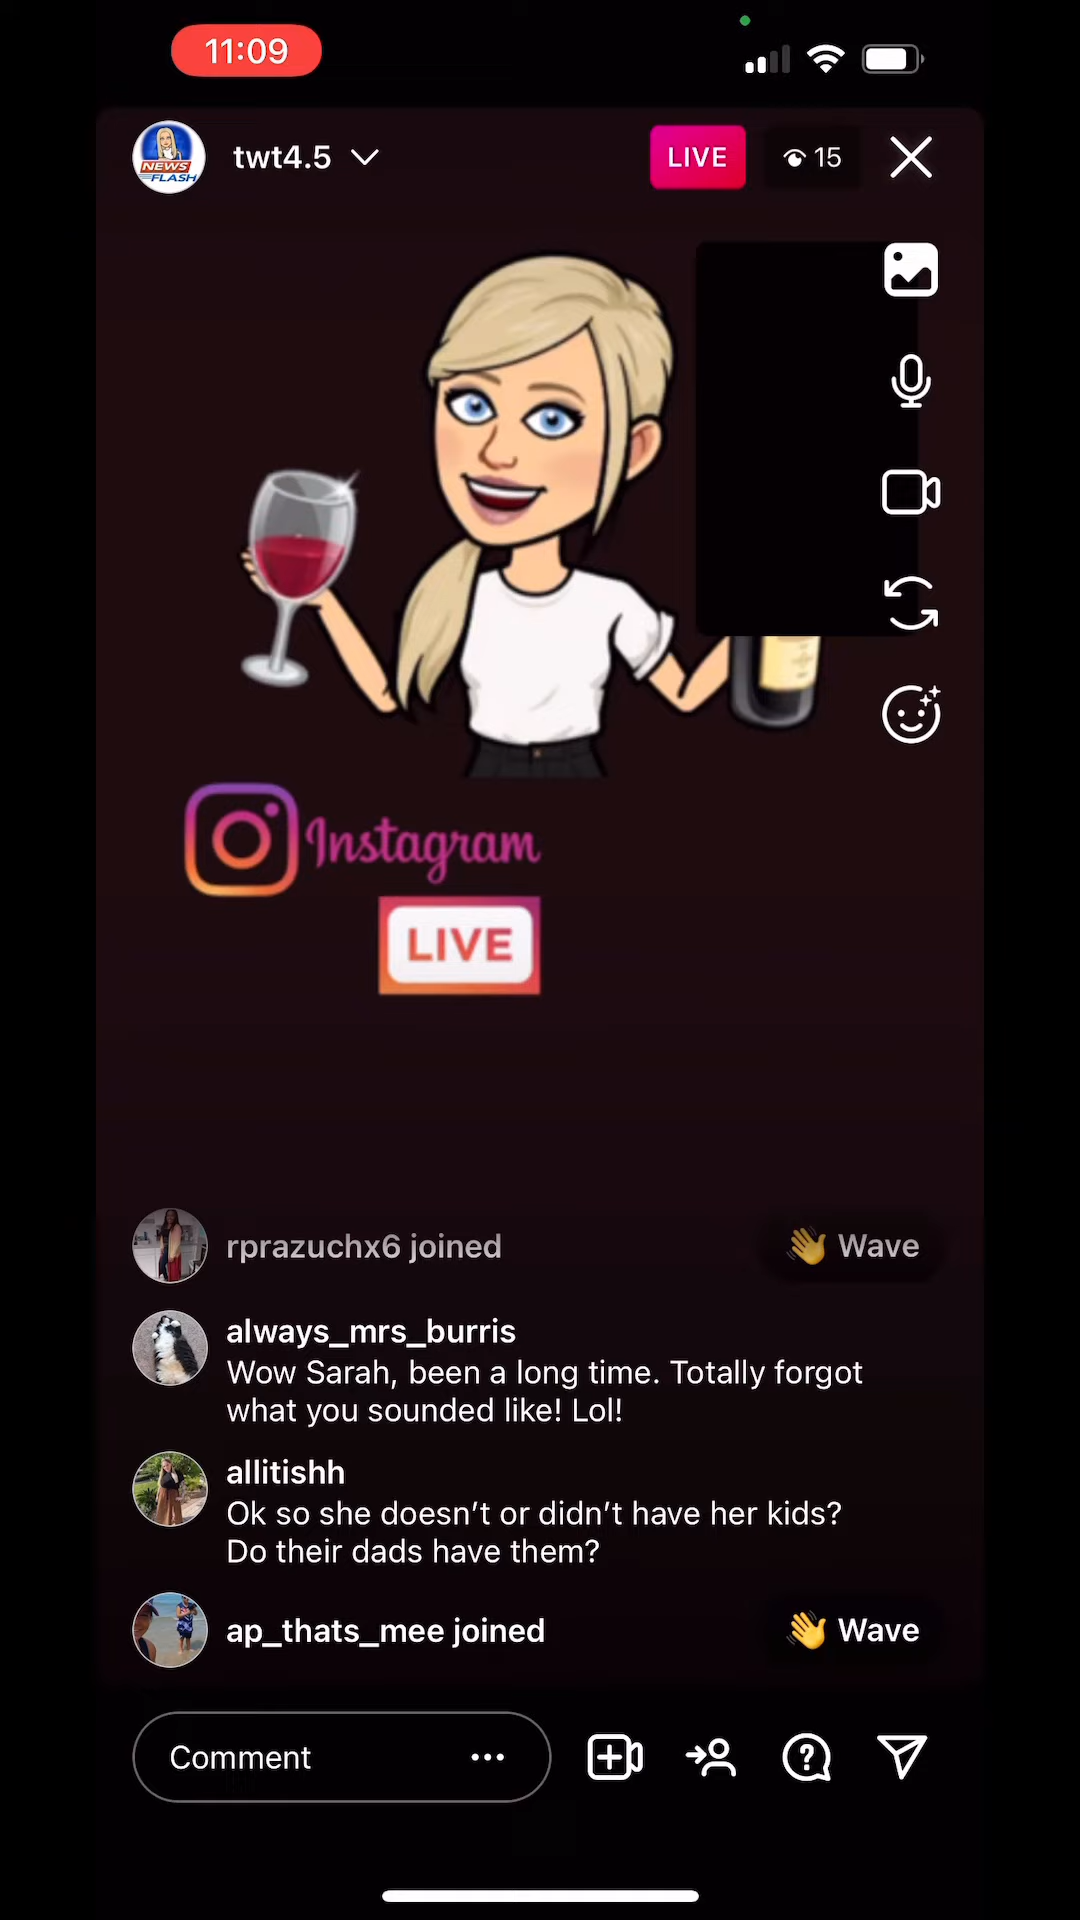 11:09
NEWS
FLASH
twt4.5
LIVE
15
Instagram
LIVE
rprazuchx6 joined
👋 Wave
always_mrs_burris
Wow Sarah, been a long time. Totally forgot
what you sounded like! Lol!
allitishh
Ok so she doesn’t or didn’t have her kids?
Do their dads have them?
ap_thats_mee joined
👋 Wave
Comment